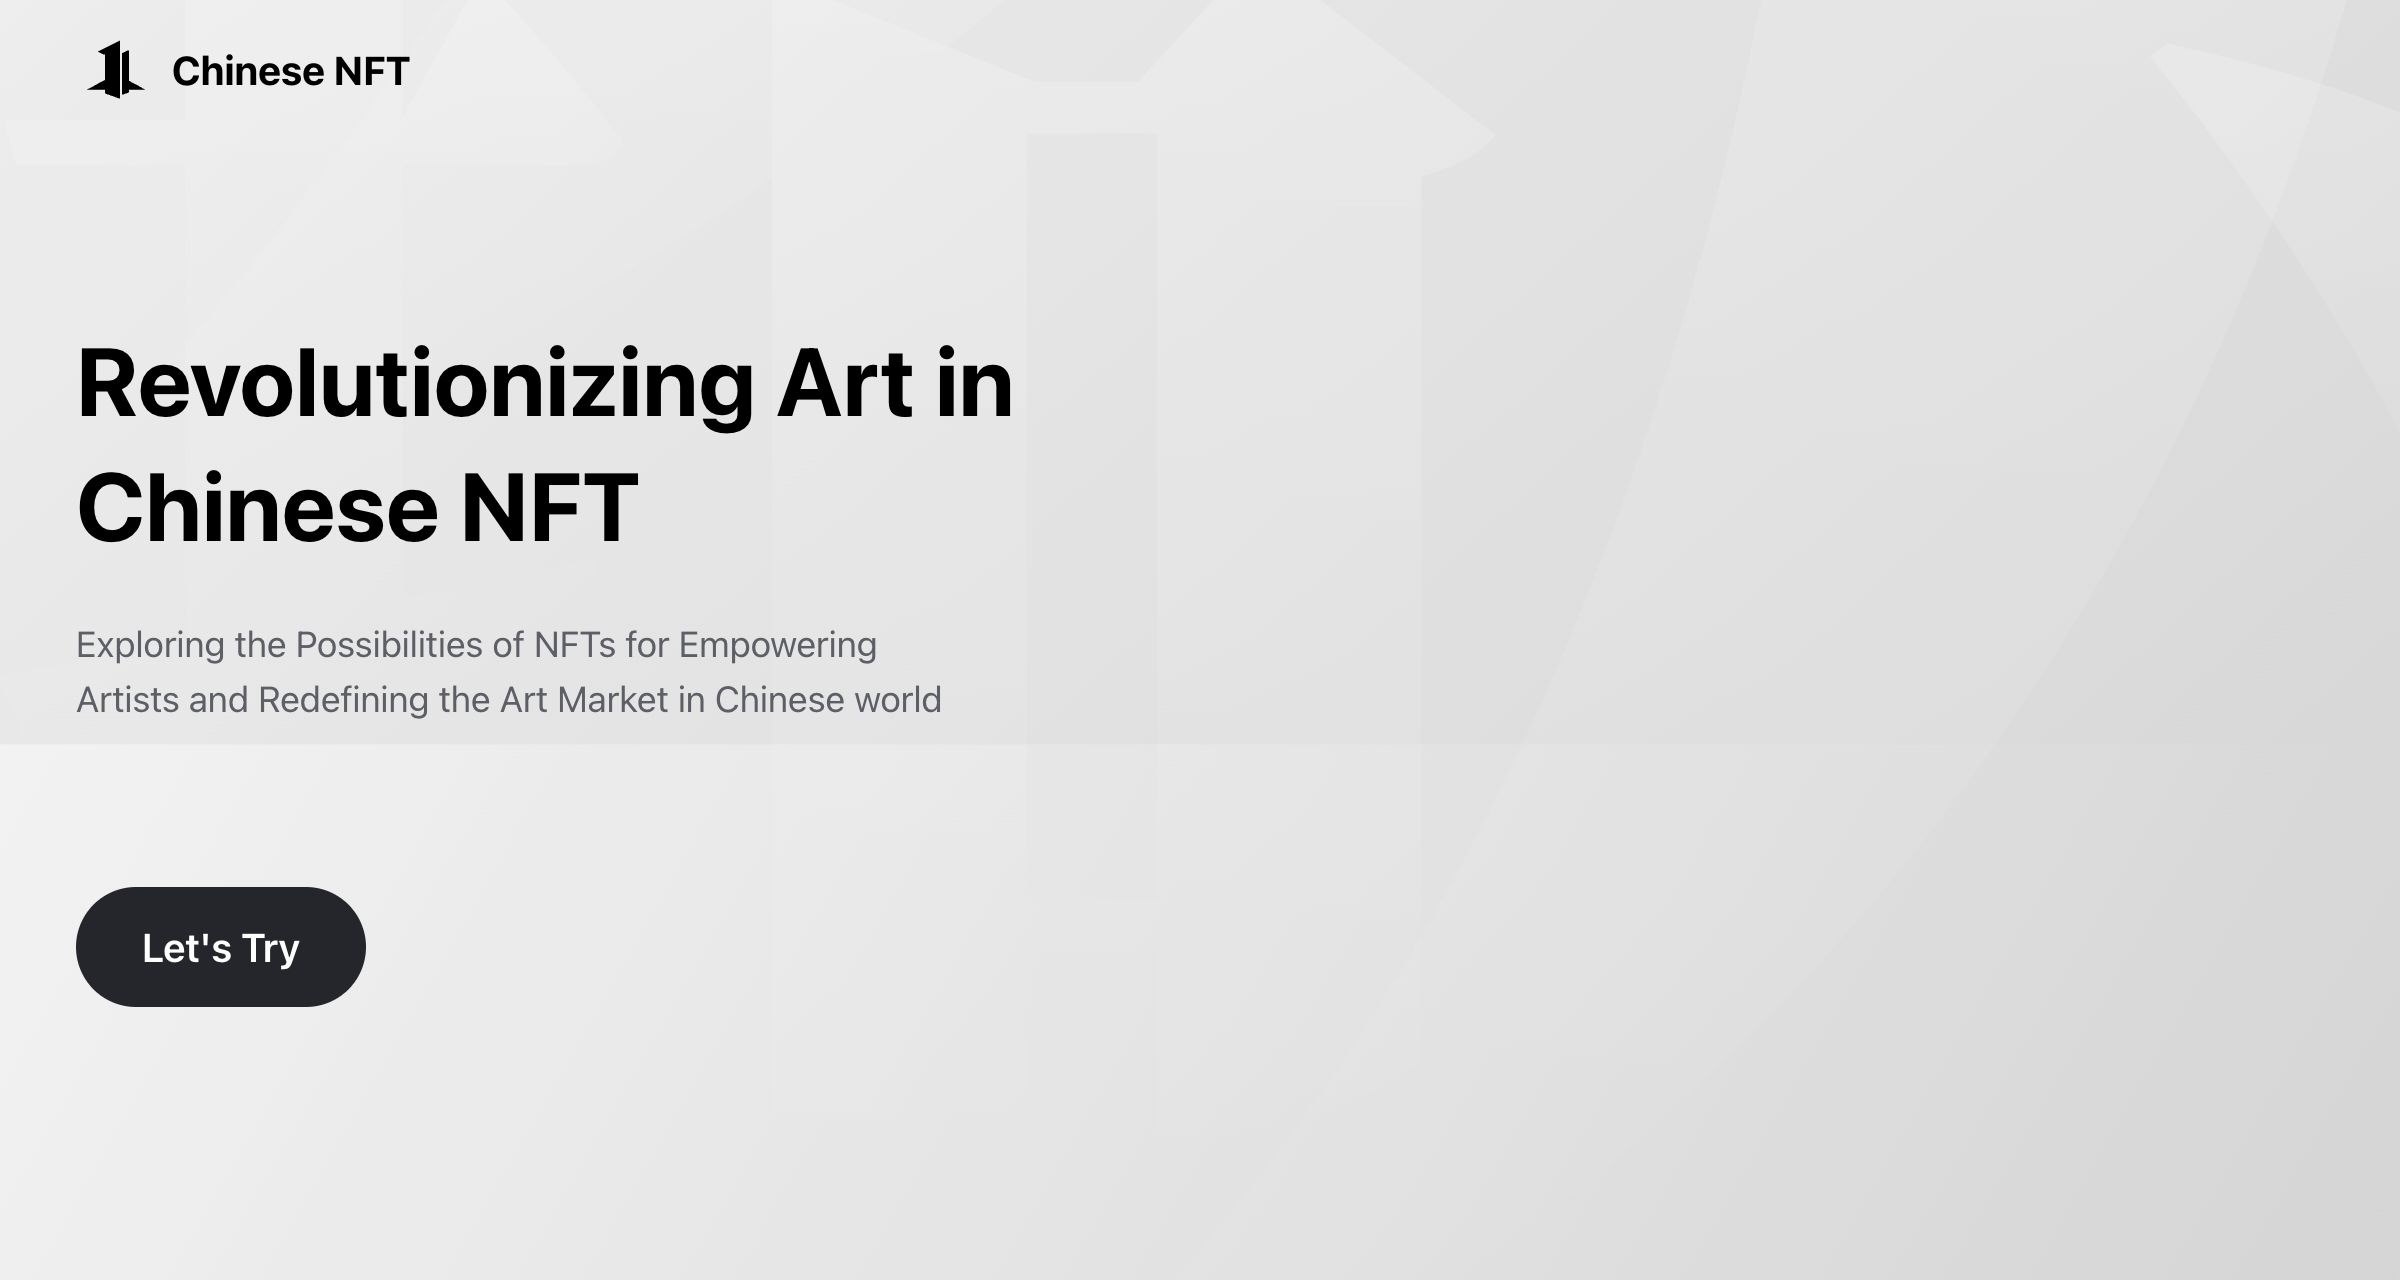 Chinese NFT
Revolutionizing Art in
Chinese NFT
Exploring the Possibilities of NFTs for Empowering
Artists and Redefining the Art Market in Chinese world
Let's Try